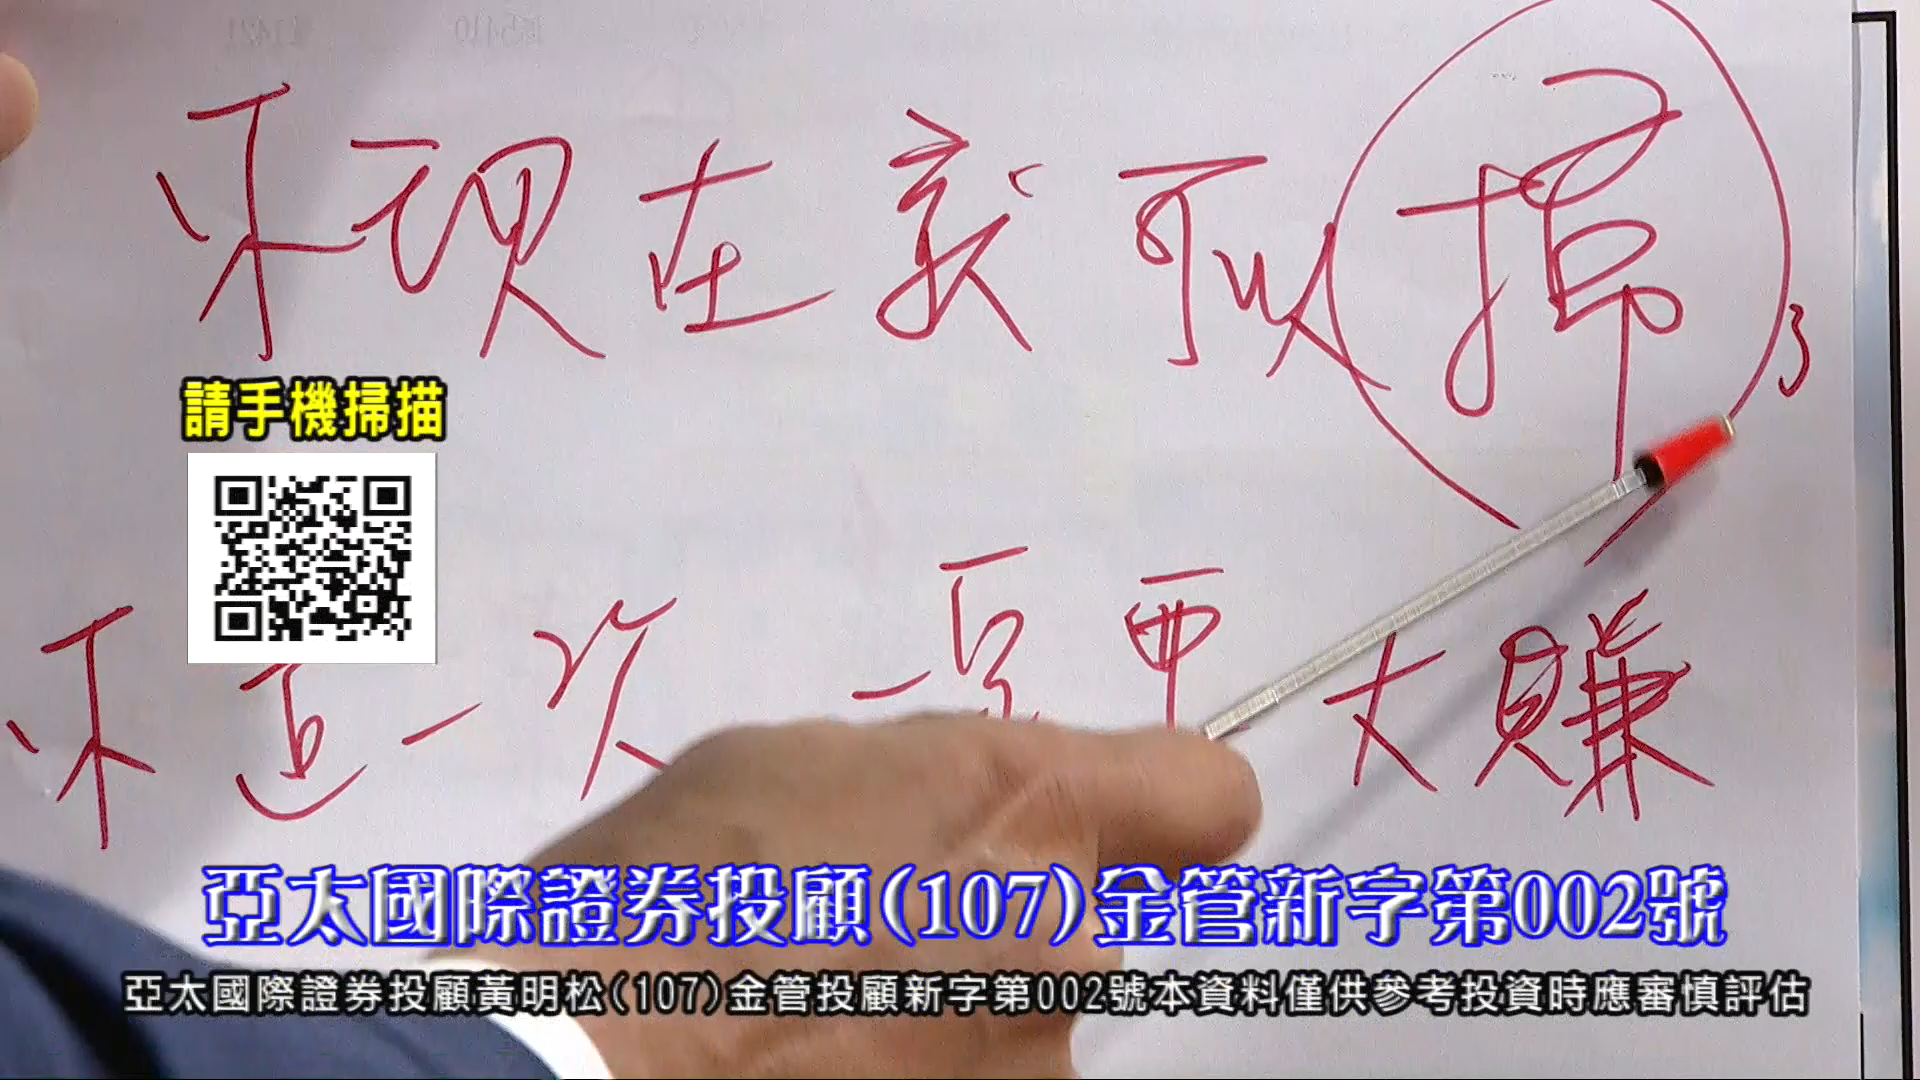 來現在就可以掃了
請手機掃描
來這一次一定要大賺
亞太國際證券投顧(107)金管新字第002號
亞太國際證券投顧黃明松(107)金管投顧新字第002號本資料僅供參考投資時應審慎評估